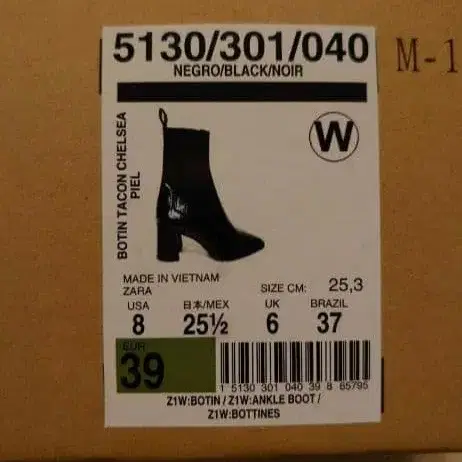 5130/301/040
M-1
NEGRO/BLACK/NOIR
W
BOTIN TACON CHELSEA
PIEL
MADE IN VIETNAM
ZARA
SIZE CM: 25,3
USA 日本/MEX UK BRAZIL
8 25½ 6 37
EUR
39
1 5130 301 040 39 8 85795
Z1W:BOTIN / Z1W:ANKLE BOOT /
Z1W:BOTTINES